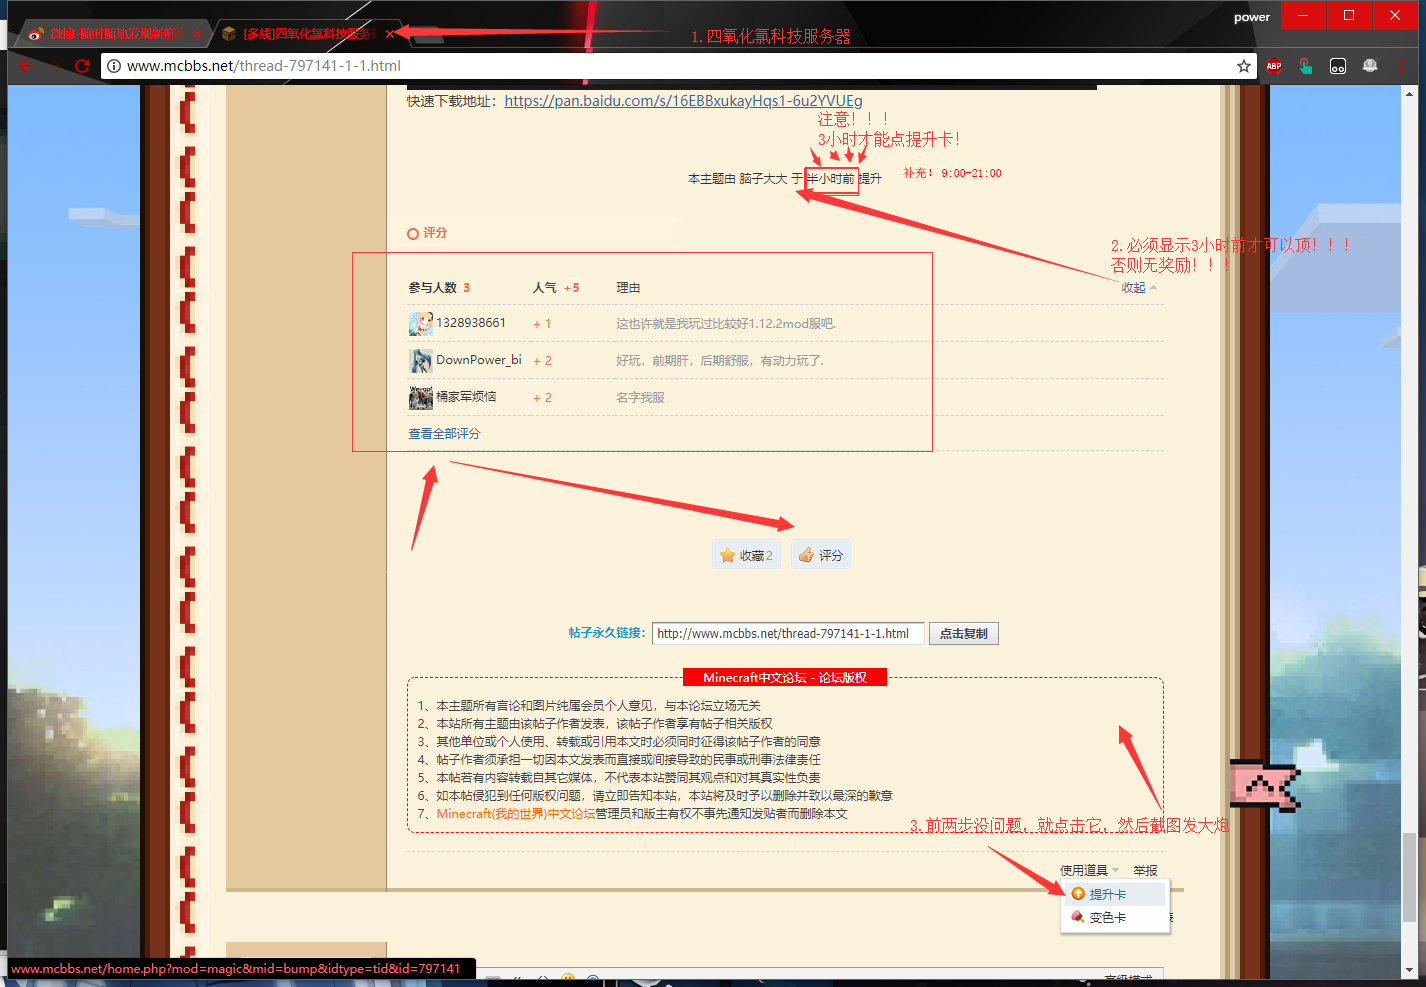 power
微博-随时随地发现新鲜
[多线]四氧化氯科技服务器
1.四氧化氯科技服务器
www.mcbbs.net/thread-797141-1-1.html
ABP
快速下载地址：https://pan.baidu.com/s/16EBBxukayHqs1-6u2YVUEg
注意！！！
3小时才能点提升卡！
本主题由 脑子大大 于 半小时前 提升
补充！9:00-21:00
评分
2.必须显示3小时前才可以顶！！！
否则无奖励！！！
参与人数 3 人气 +5 理由 收起
1328938661 + 1 这也许就是我玩过比较好1.12.2mod服吧.
DownPower_bi + 2 好玩，前期肝，后期舒服，有动力玩了.
桶家军烦恼 + 2 名字我服
查看全部评分
收藏2 评分
帖子永久链接： http://www.mcbbs.net/thread-797141-1-1.html 点击复制
Minecraft中文论坛 - 论坛版权
1、本主题所有言论和图片纯属会员个人意见，与本论坛立场无关
2、本站所有主题由该帖子作者发表，该帖子作者享有帖子相关版权
3、其他单位或个人使用、转载或引用本文时必须同时征得该帖子作者的同意
4、帖子作者须承担一切因本文发表而直接或间接导致的民事或刑事法律责任
5、本帖若有内容转载自其它媒体，不代表本站赞同其观点和对其真实性负责
6、如本帖侵犯到任何版权问题，请立即告知本站，本站将及时予以删除并致以最深的歉意
7、Minecraft(我的世界)中文论坛管理员和版主有权不事先通知发贴者而删除本文
3.前两步没问题，就点击它，然后截图发大炮
使用道具 举报
提升卡
变色卡
www.mcbbs.net/home.php?mod=magic&mid=bump&idtype=tid&id=797141
高级模式